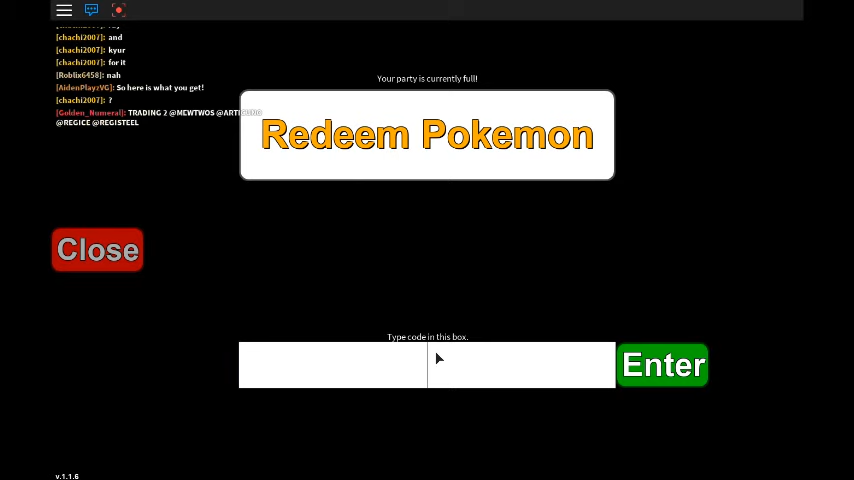 [chachi2007]: and
[chachi2007]: kyur
[chachi2007]: for it
[Roblix6458]: nah
[AidenPlayzVG]: So here is what you get!
[chachi2007]: ?
[Golden_Numeral]: TRADING 2 @MEWTWOS @ARTICUNO
@REGICE @REGISTEEL
Your party is currently full!
Redeem Pokemon
Close
Type code in this box.
Enter
v.1.1.6